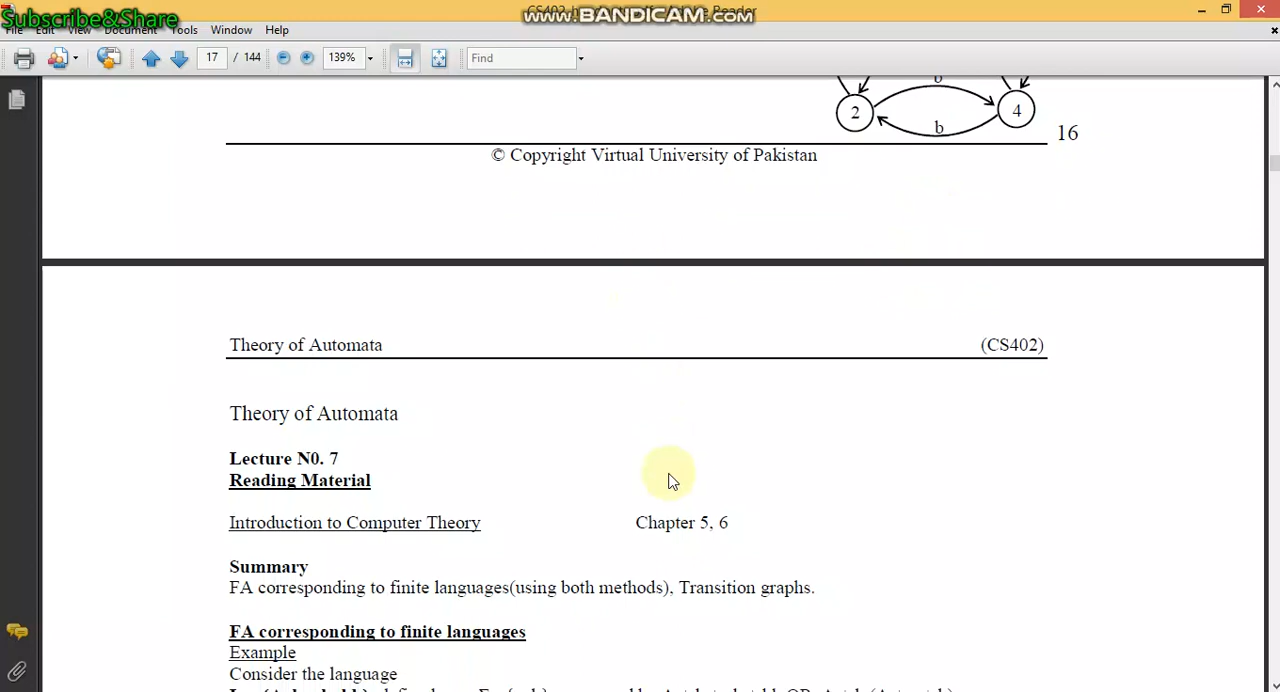 Subscribe&Share
www.BANDICAM.com
File Edit View Document Tools Window Help
17 / 144 139% Find
b
2 4
b
16
© Copyright Virtual University of Pakistan
Theory of Automata (CS402)
Theory of Automata
Lecture N0. 7
Reading Material
Introduction to Computer Theory Chapter 5, 6
Summary
FA corresponding to finite languages(using both methods), Transition graphs.
FA corresponding to finite languages
Example
Consider the language